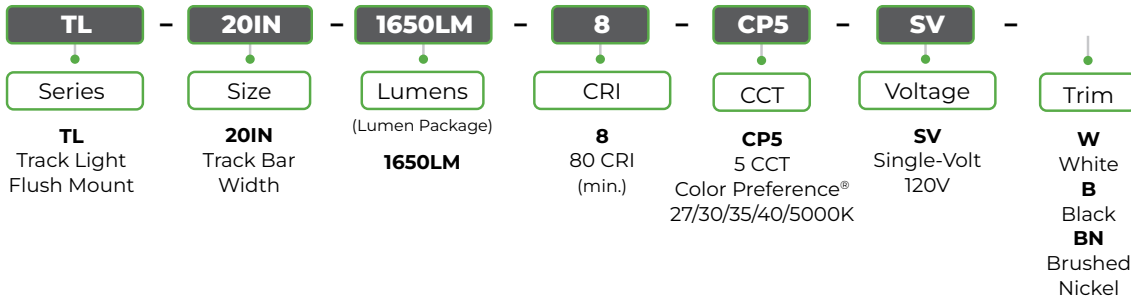 TL – 20IN – 1650LM – 8 – CP5 – SV –
Series Size Lumens CRI CCT Voltage Trim
(Lumen Package)
TL
Track Light
Flush Mount
20IN
Track Bar
Width
1650LM
8
80 CRI
(min.)
CP5
5 CCT
Color Preference®
27/30/35/40/5000K
SV
Single-Volt
120V
W
White
B
Black
BN
Brushed
Nickel